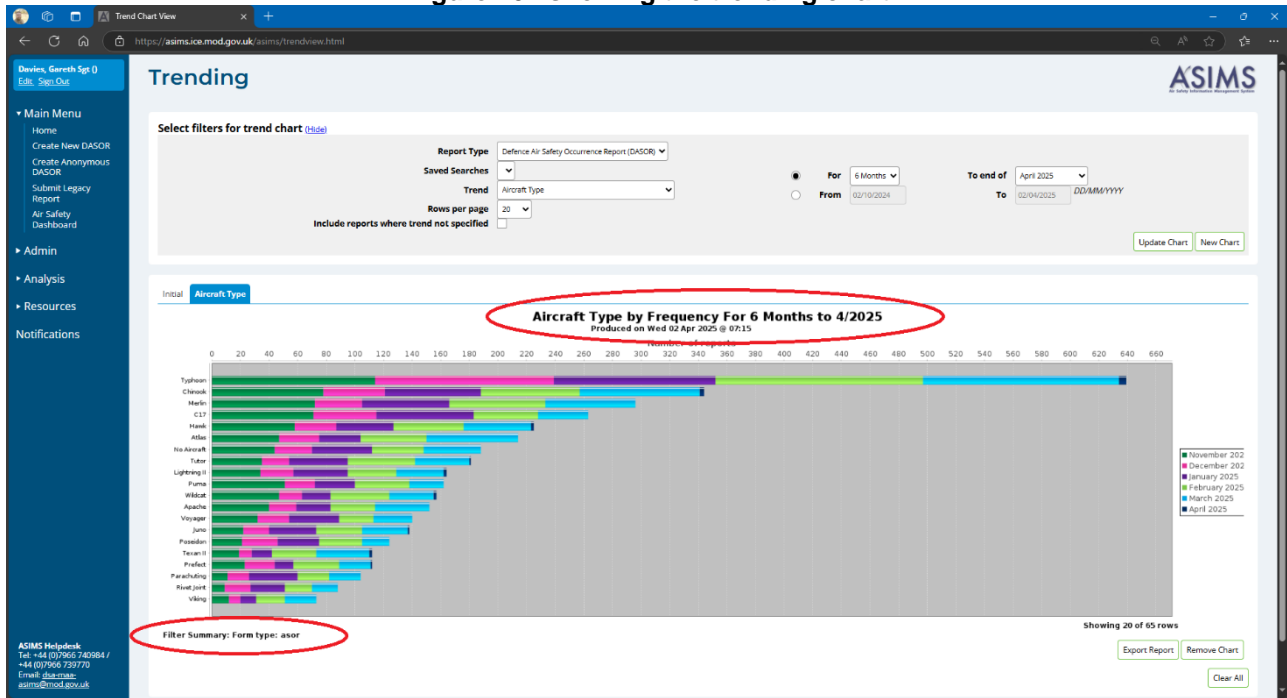 Trend Chart View
https://asims.ice.mod.gov.uk/asims/trendview.html
Davies, Gareth Sgt ()
Edit Sign Out
Main Menu
Home
Create New DASOR
Create Anonymous
DASOR
Submit Legacy
Report
Air Safety
Dashboard
Admin
Analysis
Resources
Notifications
ASIMS Helpdesk
Tel: +44 (0)7966 740984 /
+44 (0)7966 739770
Email: dsa-maa-
asims@mod.gov.uk
Trending
ASIMS
Air Safety Information Management System
Select filters for trend chart (Hide)
Report Type Defence Air Safety Occurrence Report (DASOR)
Saved Searches
Trend Aircraft Type
Rows per page 20
Include reports where trend not specified
For 6 Months To end of April 2025
From 02/10/2024 To 02/04/2025 DD/MM/YYYY
Update Chart New Chart
Initial Aircraft Type
Aircraft Type by Frequency For 6 Months to 4/2025
Produced on Wed 02 Apr 2025 @ 07:15
Number of reports
0 20 40 60 80 100 120 140 160 180 200 220 240 260 280 300 320 340 360 380 400 420 440 460 480 500 520 540 560 580 600 620 640 660
Typhoon
Chinook
Merlin
C17
Hawk
Atlas
No Aircraft
Tutor
Lightning II
Puma
Wildcat
Apache
Voyager
Juno
Poseidon
Texan II
Prefect
Parachuting
Rivet Joint
Viking
November 202
December 202
January 2025
February 2025
March 2025
April 2025
Showing 20 of 65 rows
Filter Summary: Form type: asor
Export Report Remove Chart
Clear All